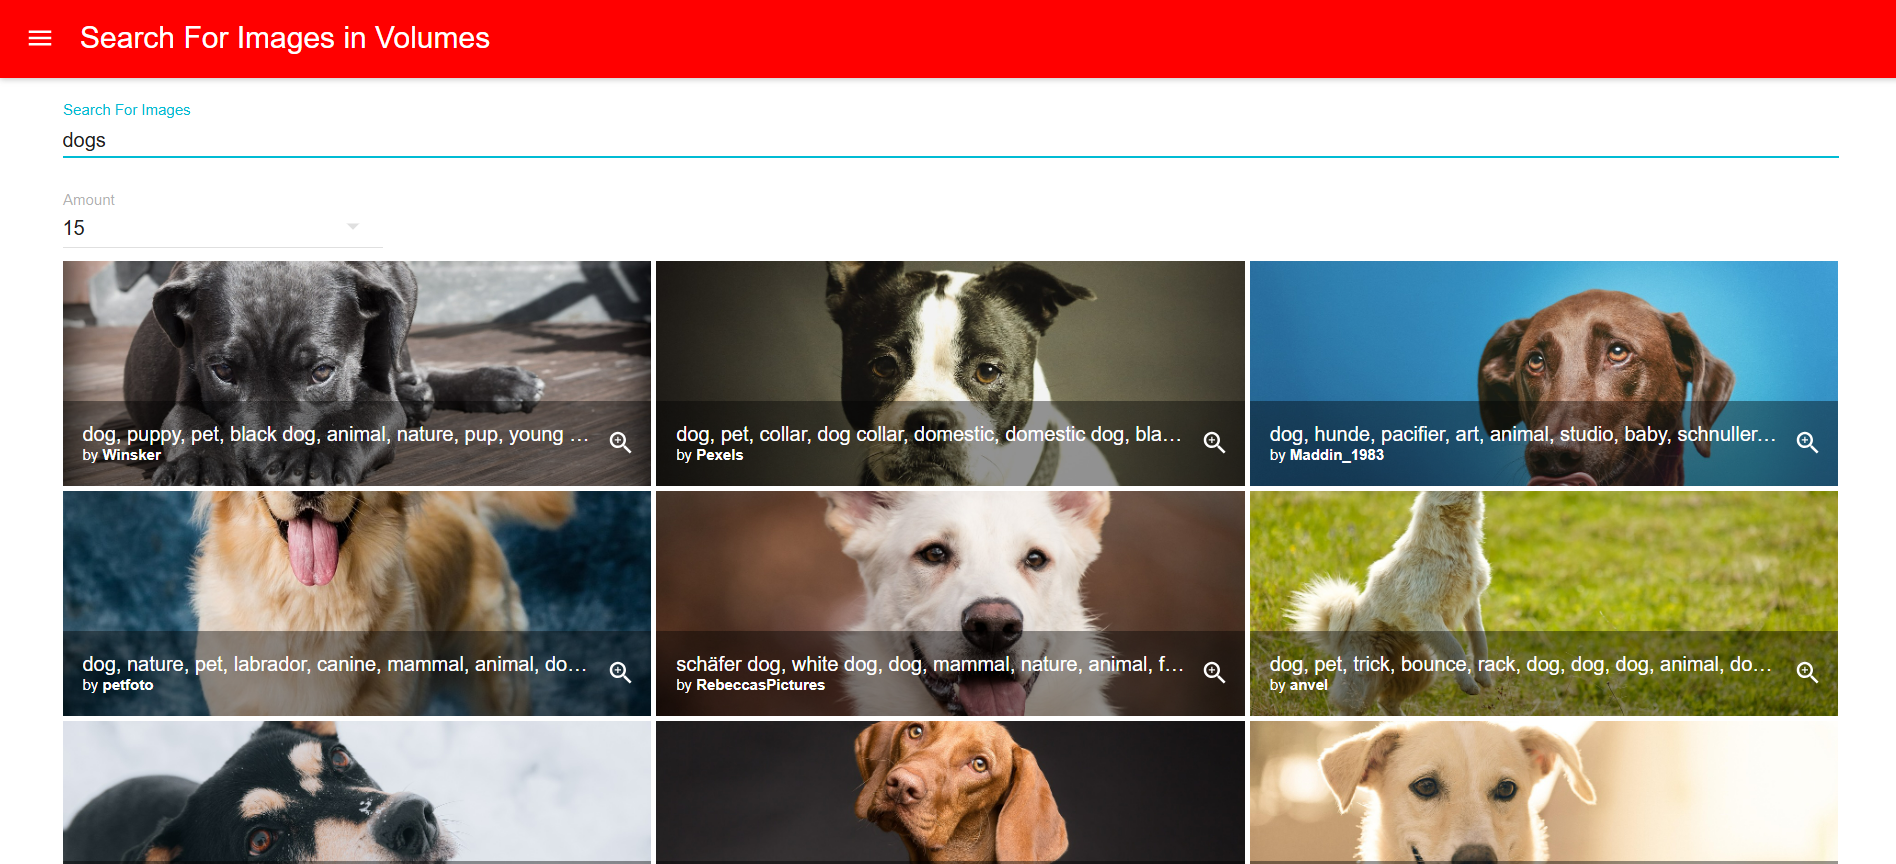 Search For Images in Volumes
Search For Images
dogs
Amount
15
dog, puppy, pet, black dog, animal, nature, pup, young ...
by Winsker
dog, pet, collar, dog collar, domestic, domestic dog, bla...
by Pexels
dog, hunde, pacifier, art, animal, studio, baby, schnuller...
by Maddin_1983
dog, nature, pet, labrador, canine, mammal, animal, do...
by petfoto
schäfer dog, white dog, dog, mammal, nature, animal, f...
by RebeccasPictures
dog, pet, trick, bounce, rack, dog, dog, dog, animal, do...
by anvel